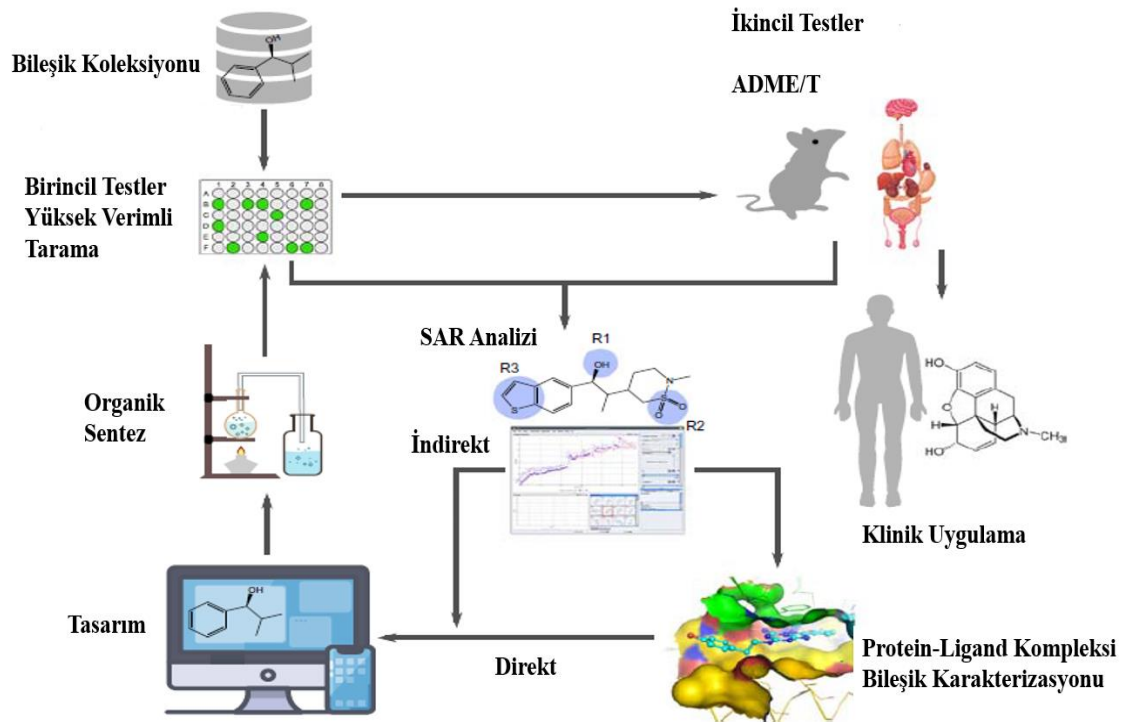 Bileşik Koleksiyonu
OH
İkincil Testler
ADME/T
Birincil Testler
Yüksek Verimli
Tarama
1 2 3 4 5 6 7 8
A
B
C
D
E
F
SAR Analizi
R1
OH
R3
S
N
S
O
O
R2
İndirekt
Organik
Sentez
HO
O
H
H
N
CH3
HO
Klinik Uygulama
Tasarım
OH
Direkt
Protein-Ligand Kompleksi
Bileşik Karakterizasyonu